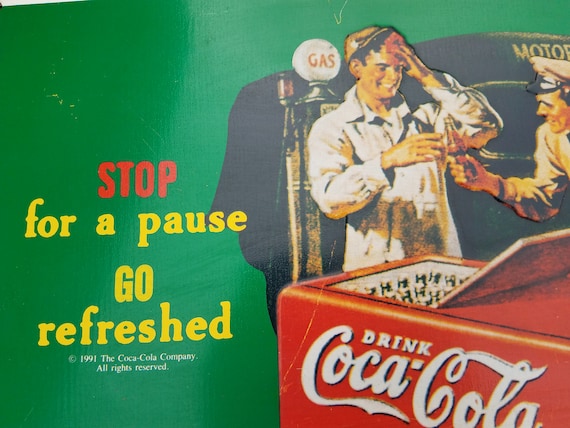 GAS
MOTOR
STOP
for a pause
GO
refreshed
© 1991 The Coca-Cola Company.
All rights reserved.
DRINK
Coca-Cola